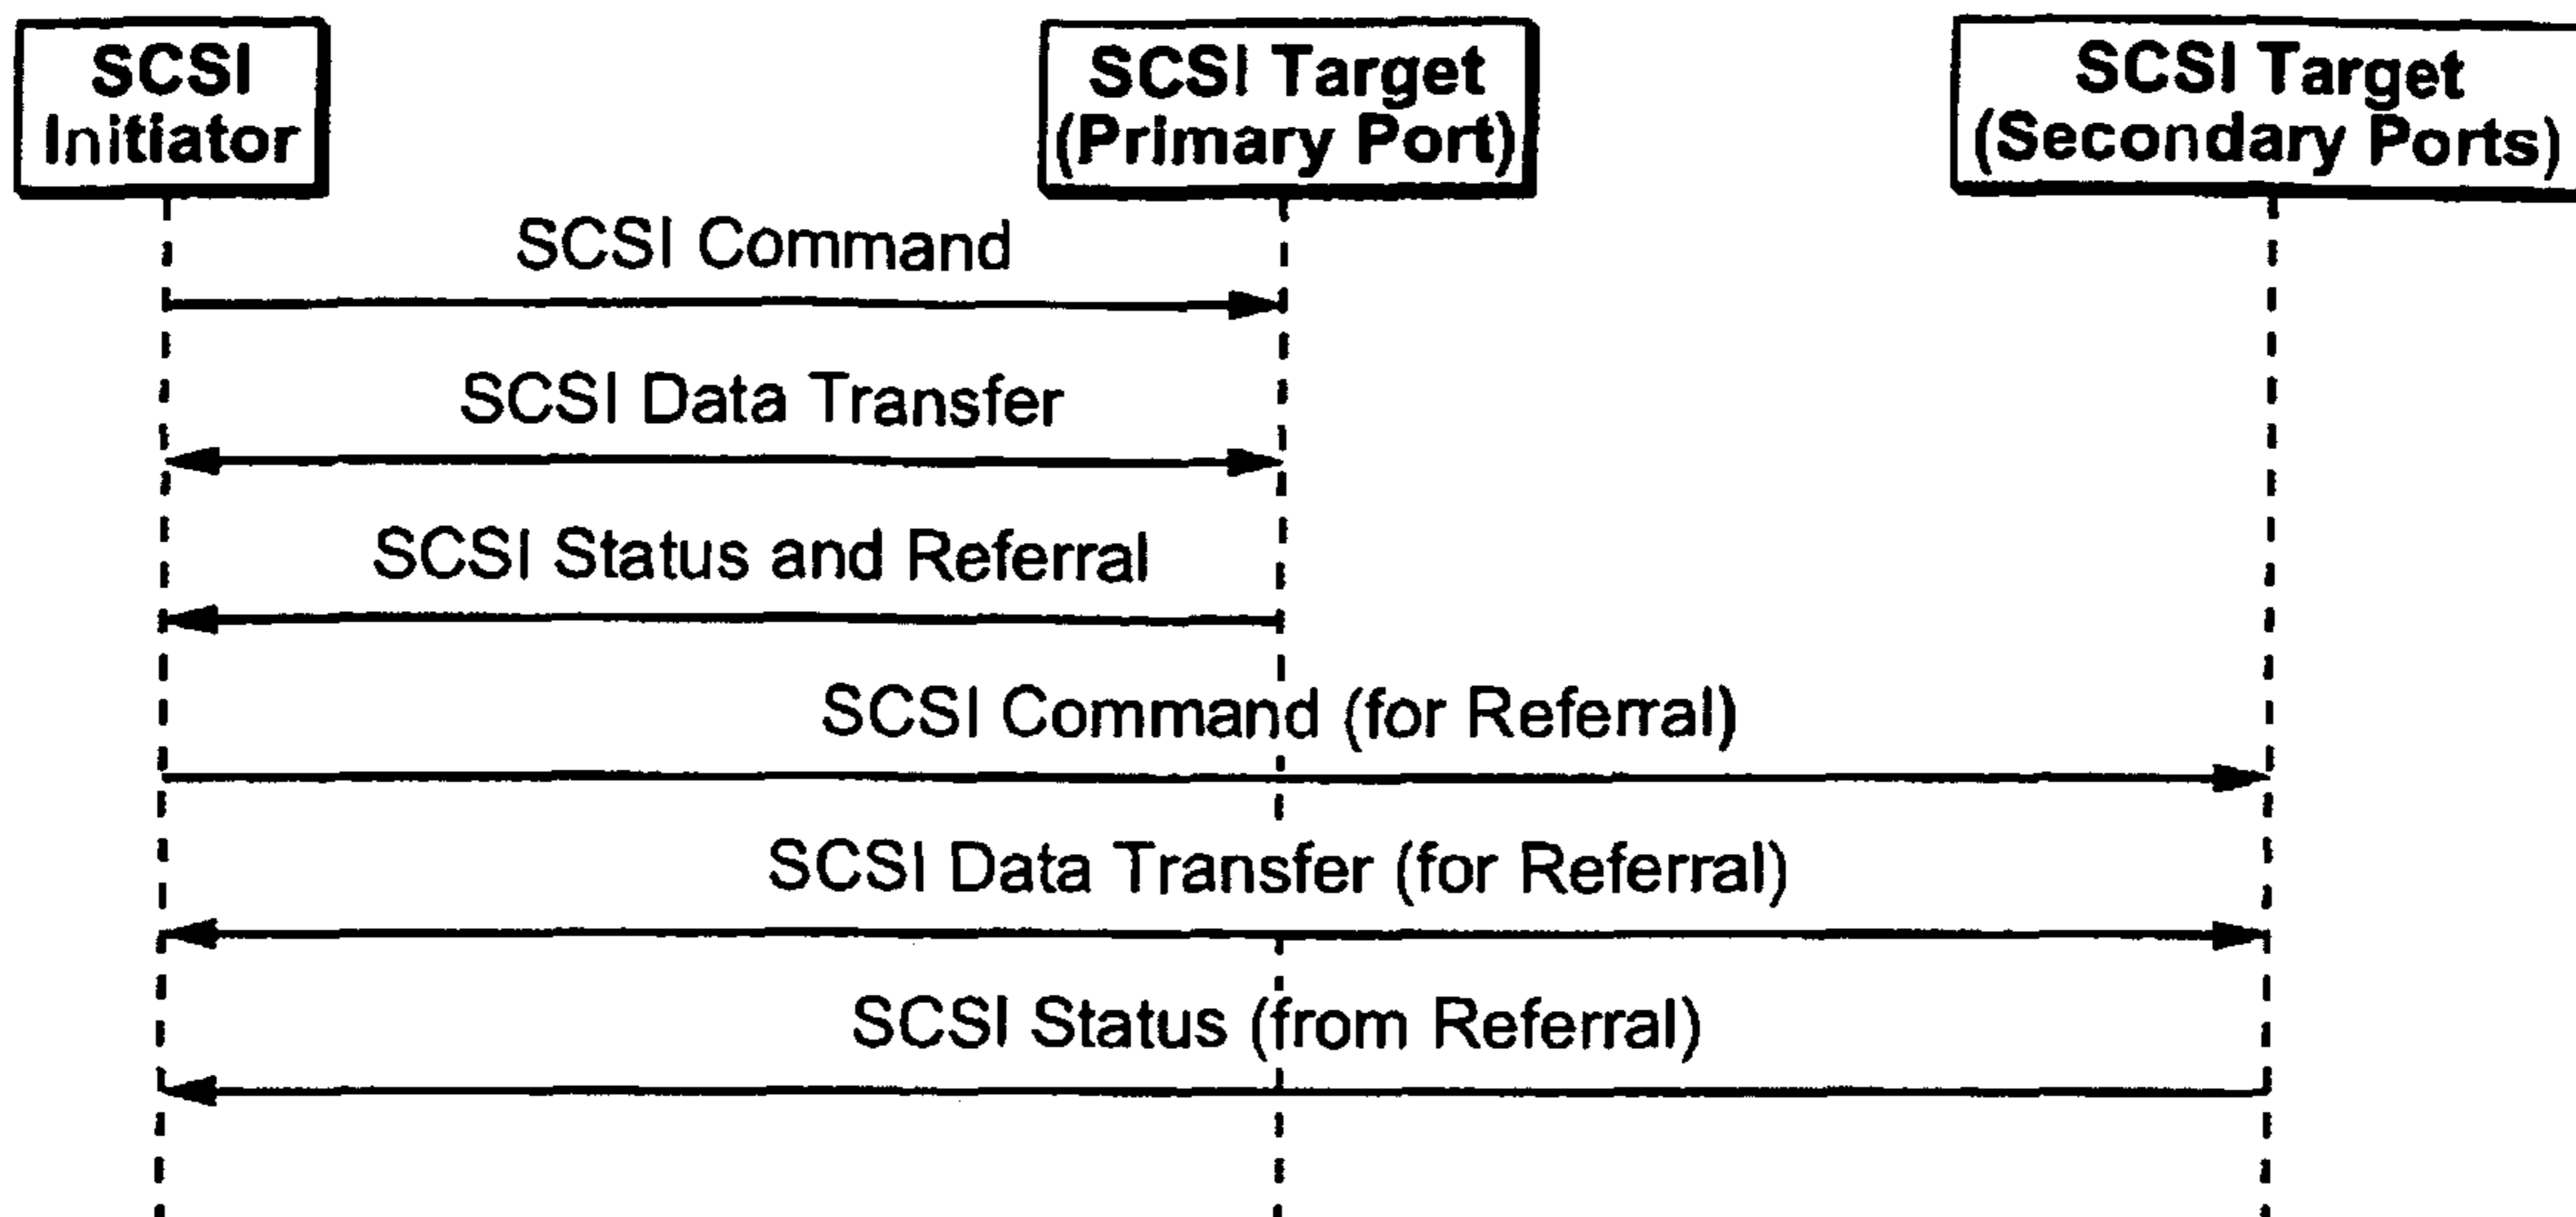 SCSI
Initiator
SCSI Target
(Primary Port)
SCSI Target
(Secondary Ports)
SCSI Command
SCSI Data Transfer
SCSI Status and Referral
SCSI Command (for Referral)
SCSI Data Transfer (for Referral)
SCSI Status (from Referral)